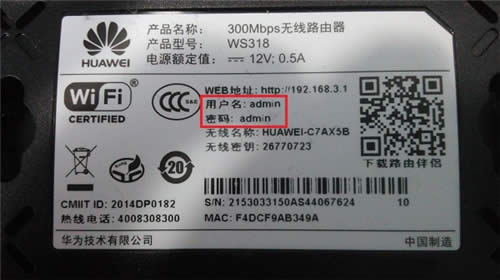 HUAWEI
产品名称: 300Mbps无线路由器
产品型号: WS318
电源额定值: ⎓ 12V; 0.5A
WiFi
CERTIFIED
CCC S&E
WEB地址: http://192.168.3.1
用户名: admin
密码: admin
无线名称: HUAWEI-C7AX5B
无线密钥: 26770723
下载路由伴侣
20
CMIIT ID: 2014DP0182
热线电话: 4008308300
S/N: 2153033150AS44067624 10
MAC: F4DCF9AB349A
华为技术有限公司
中国制造